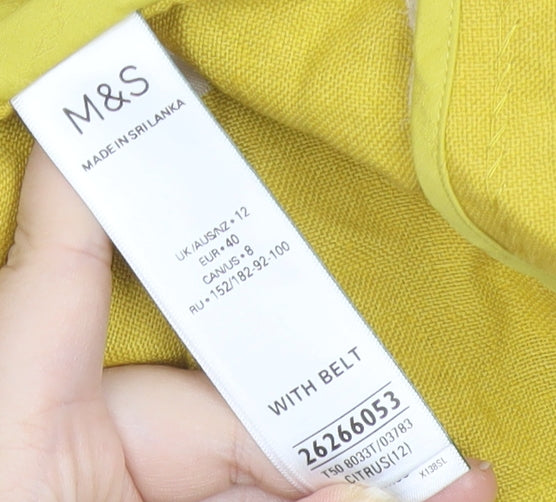 M&S
MADE IN SRI LANKA
UK/AUS/NZ • 12
EUR • 40
CAN/US • 8
RU • 152/182-92-100
WITH BELT
26266053
T50 8033T/03783
CITRUS(12)
X138SL